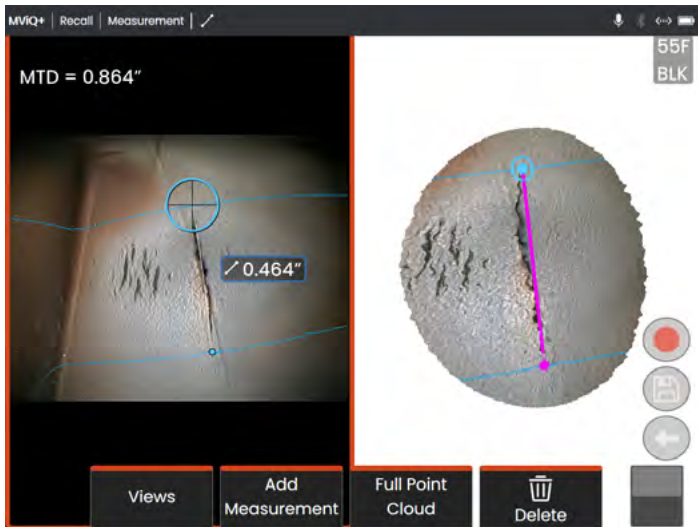 MViQ+ | Recall | Measurement |
MTD = 0.864"
55F
BLK
0.464"
Views
Add
Measurement
Full Point
Cloud
Delete